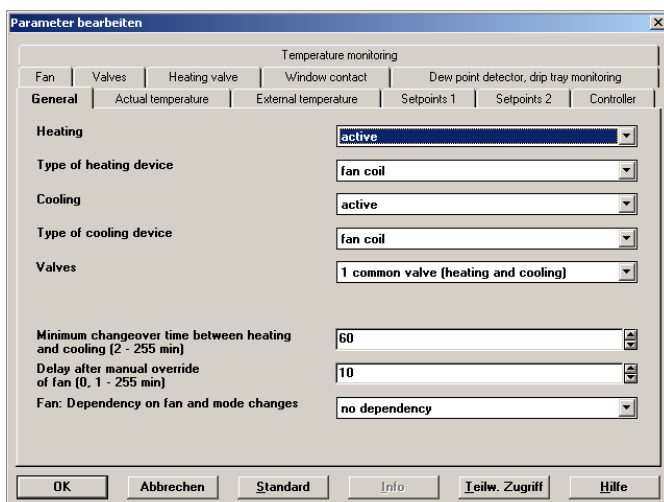 Parameter bearbeiten
Temperature monitoring
Fan Valves Heating valve Window contact Dew point detector, drip tray monitoring
General Actual temperature External temperature Setpoints 1 Setpoints 2 Controller
Heating active
Type of heating device fan coil
Cooling active
Type of cooling device fan coil
Valves 1 common valve (heating and cooling)
Minimum changeover time between heating
and cooling (2 - 255 min) 60
Delay after manual override
of fan (0, 1 - 255 min) 10
Fan: Dependency on fan and mode changes no dependency
OK Abbrechen Standard Info Teilw. Zugriff Hilfe